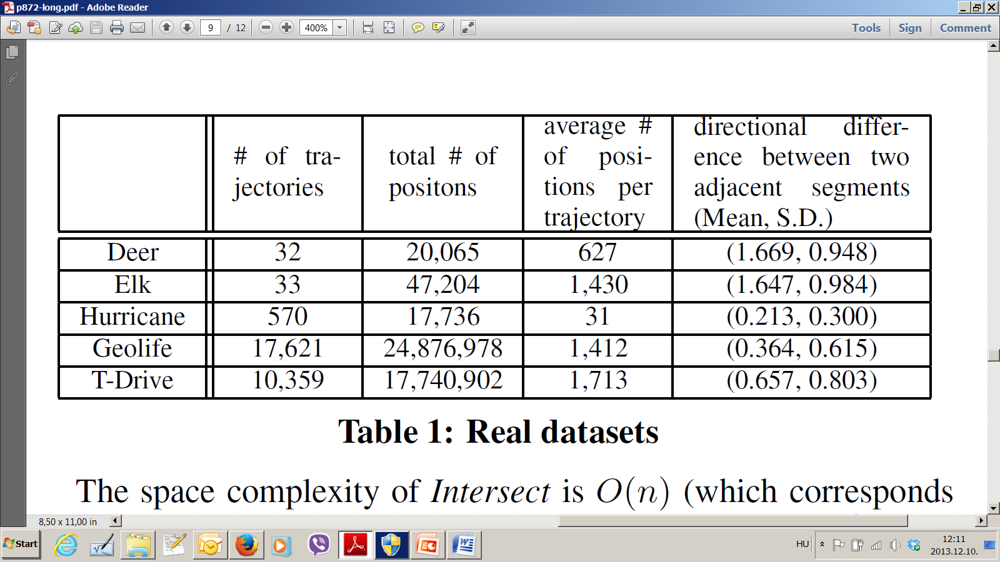 p872-long.pdf - Adobe Reader
9 / 12 400% Tools Sign Comment
# of tra-
jectories
total # of
positons
average #
of posi-
tions per
trajectory
directional differ-
ence between two
adjacent segments
(Mean, S.D.)
Deer 32 20,065 627 (1.669, 0.948)
Elk 33 47,204 1,430 (1.647, 0.984)
Hurricane 570 17,736 31 (0.213, 0.300)
Geolife 17,621 24,876,978 1,412 (0.364, 0.615)
T-Drive 10,359 17,740,902 1,713 (0.657, 0.803)
Table 1: Real datasets
The space complexity of Intersect is O(n) (which corresponds
8,50 x 11,00 in
Start HU 12:11
2013.12.10.